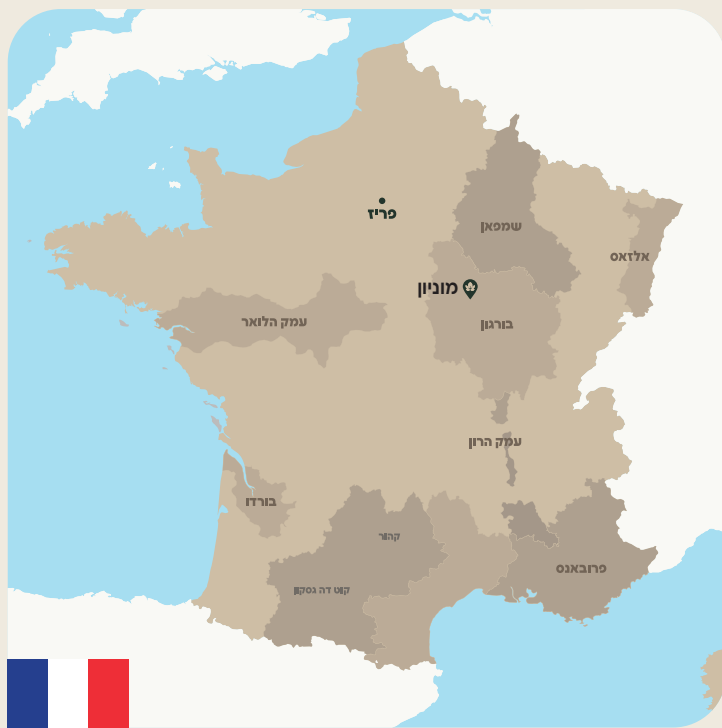 פריז
שמפאן
אלזאס
מוניון
עמק הלואר
בורגון
עמק הרון
בורדו
קהור
פרובאנס
קוט דה גסקון